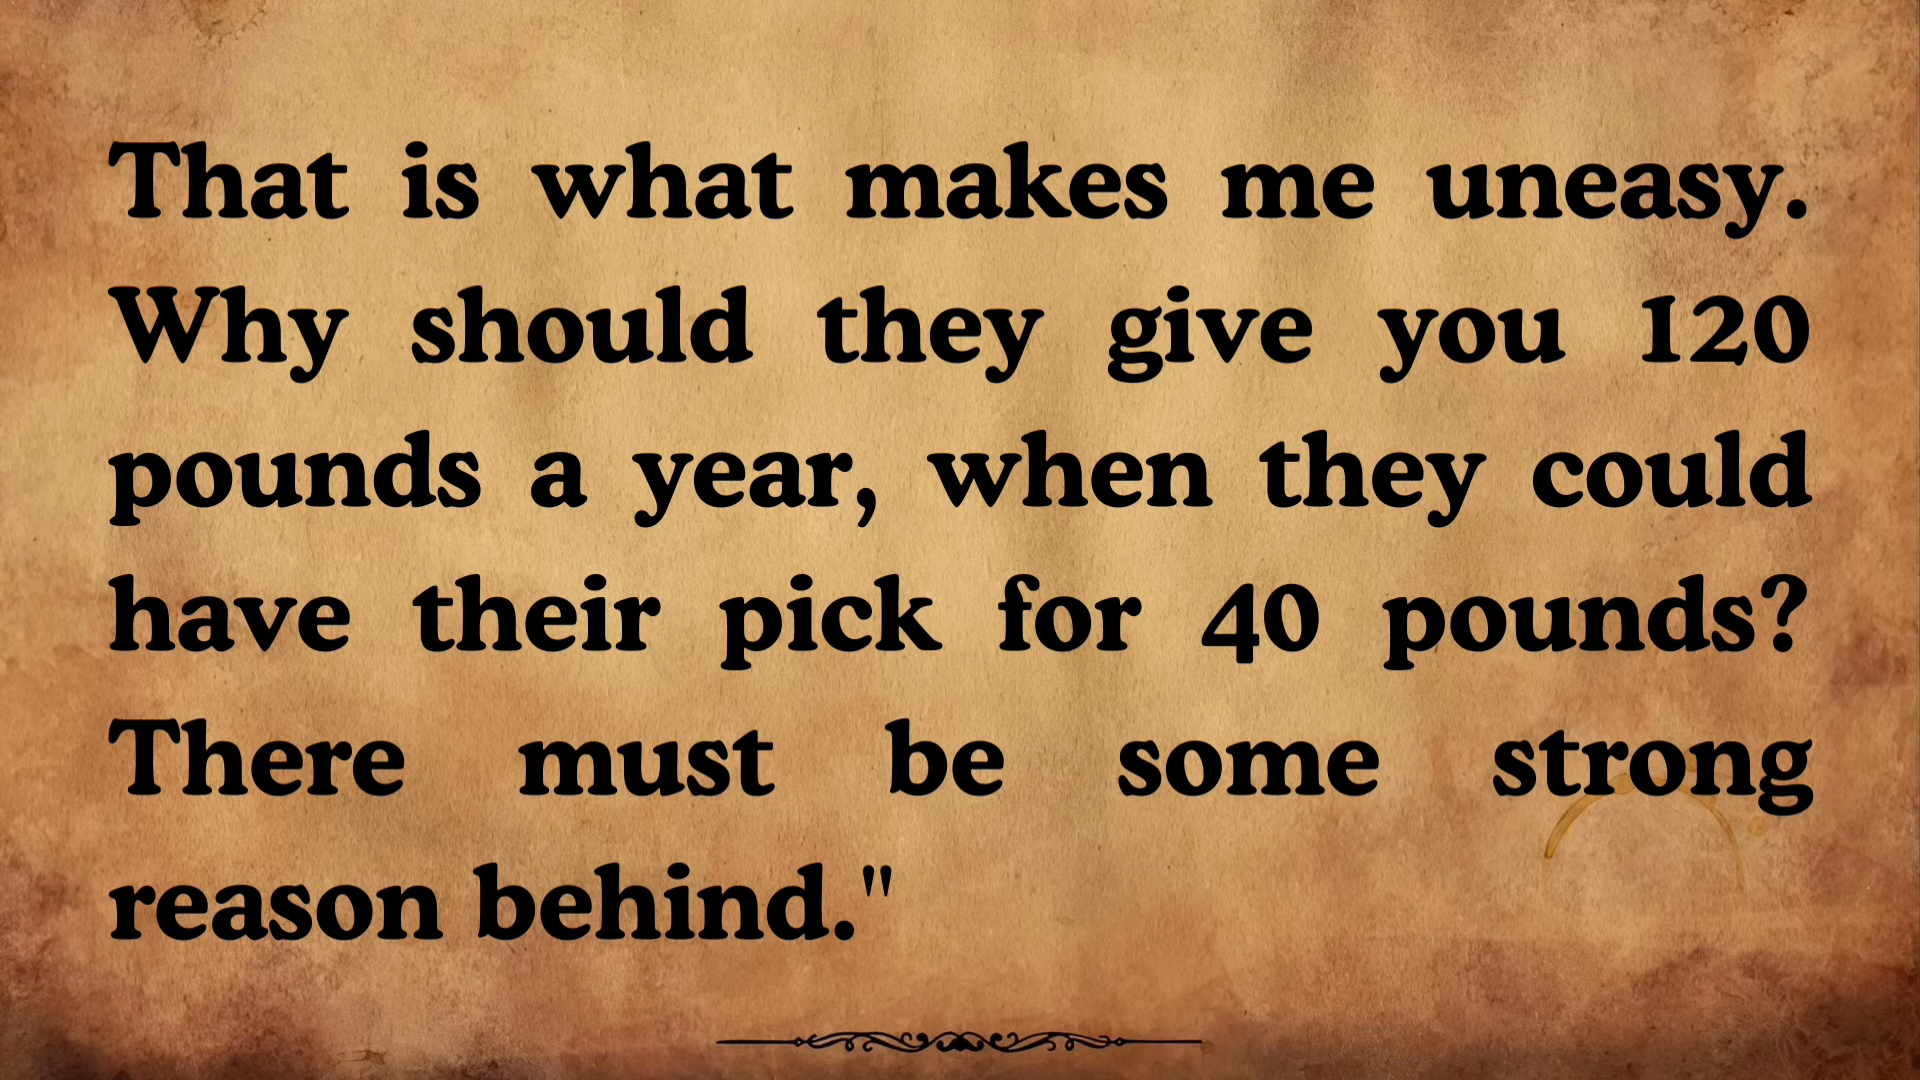 That is what makes me uneasy.
Why should they give you 120
pounds a year, when they could
have their pick for 40 pounds?
There must be some strong
reason behind."